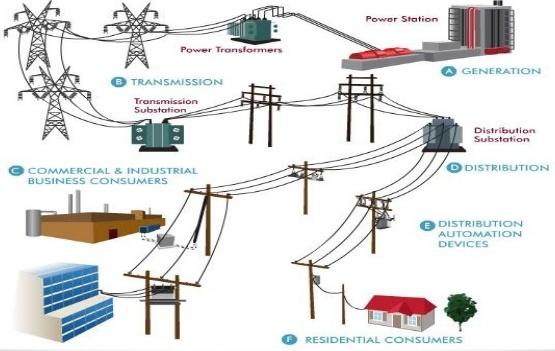 Power Station
Power Transformers
A GENERATION
B TRANSMISSION
Transmission
Substation
Distribution
Substation
C COMMERCIAL & INDUSTRIAL
BUSINESS CONSUMERS
D DISTRIBUTION
E DISTRIBUTION
AUTOMATION
DEVICES
F RESIDENTIAL CONSUMERS